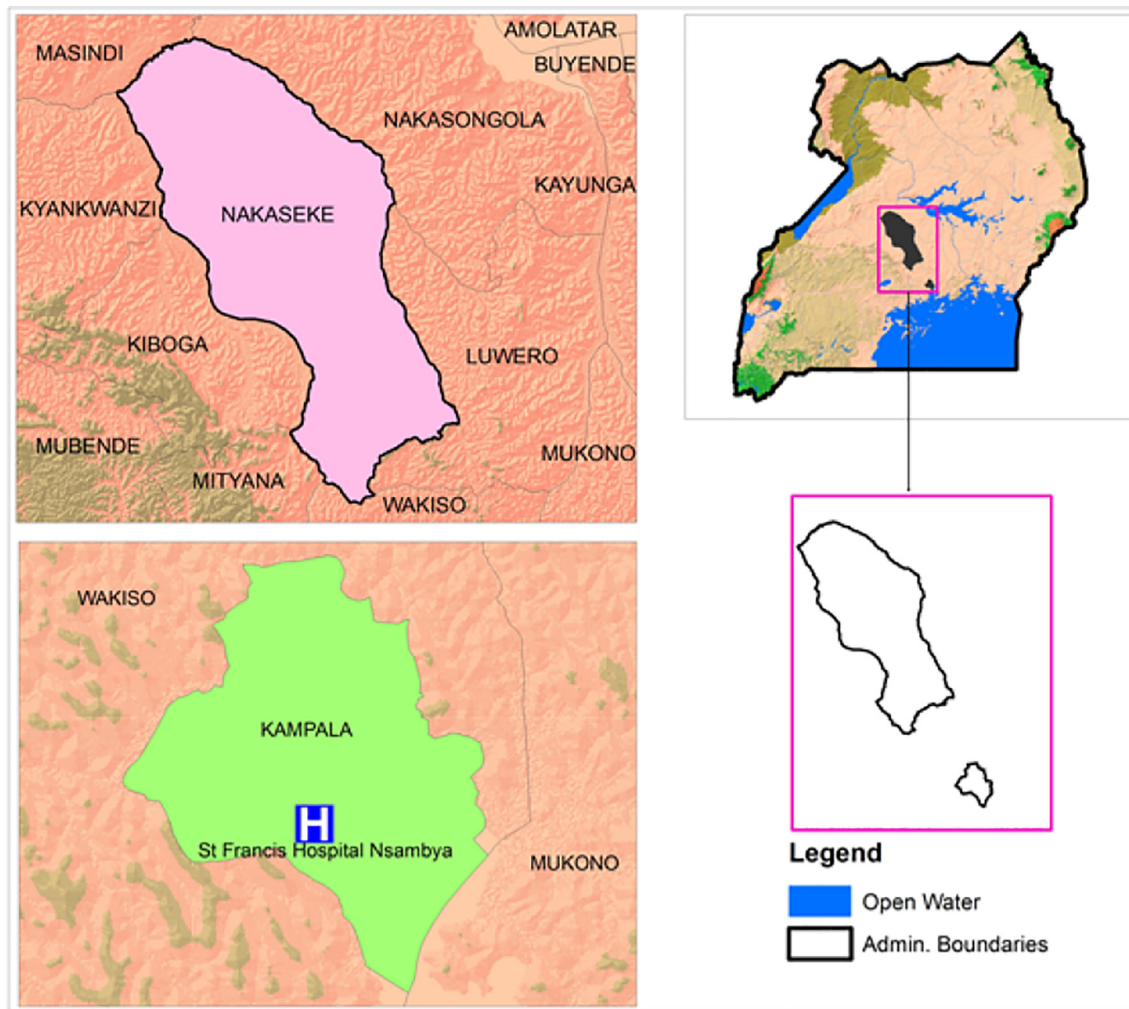 MASINDI
AMOLATAR
BUYENDE
NAKASONGOLA
KAYUNGA
KYANKWANZI
NAKASEKE
KIBOGA
LUWERO
MUBENDE
MITYANA
MUKONO
WAKISO
WAKISO
KAMPALA
H
St Francis Hospital Nsambya
MUKONO
Legend
Open Water
Admin. Boundaries